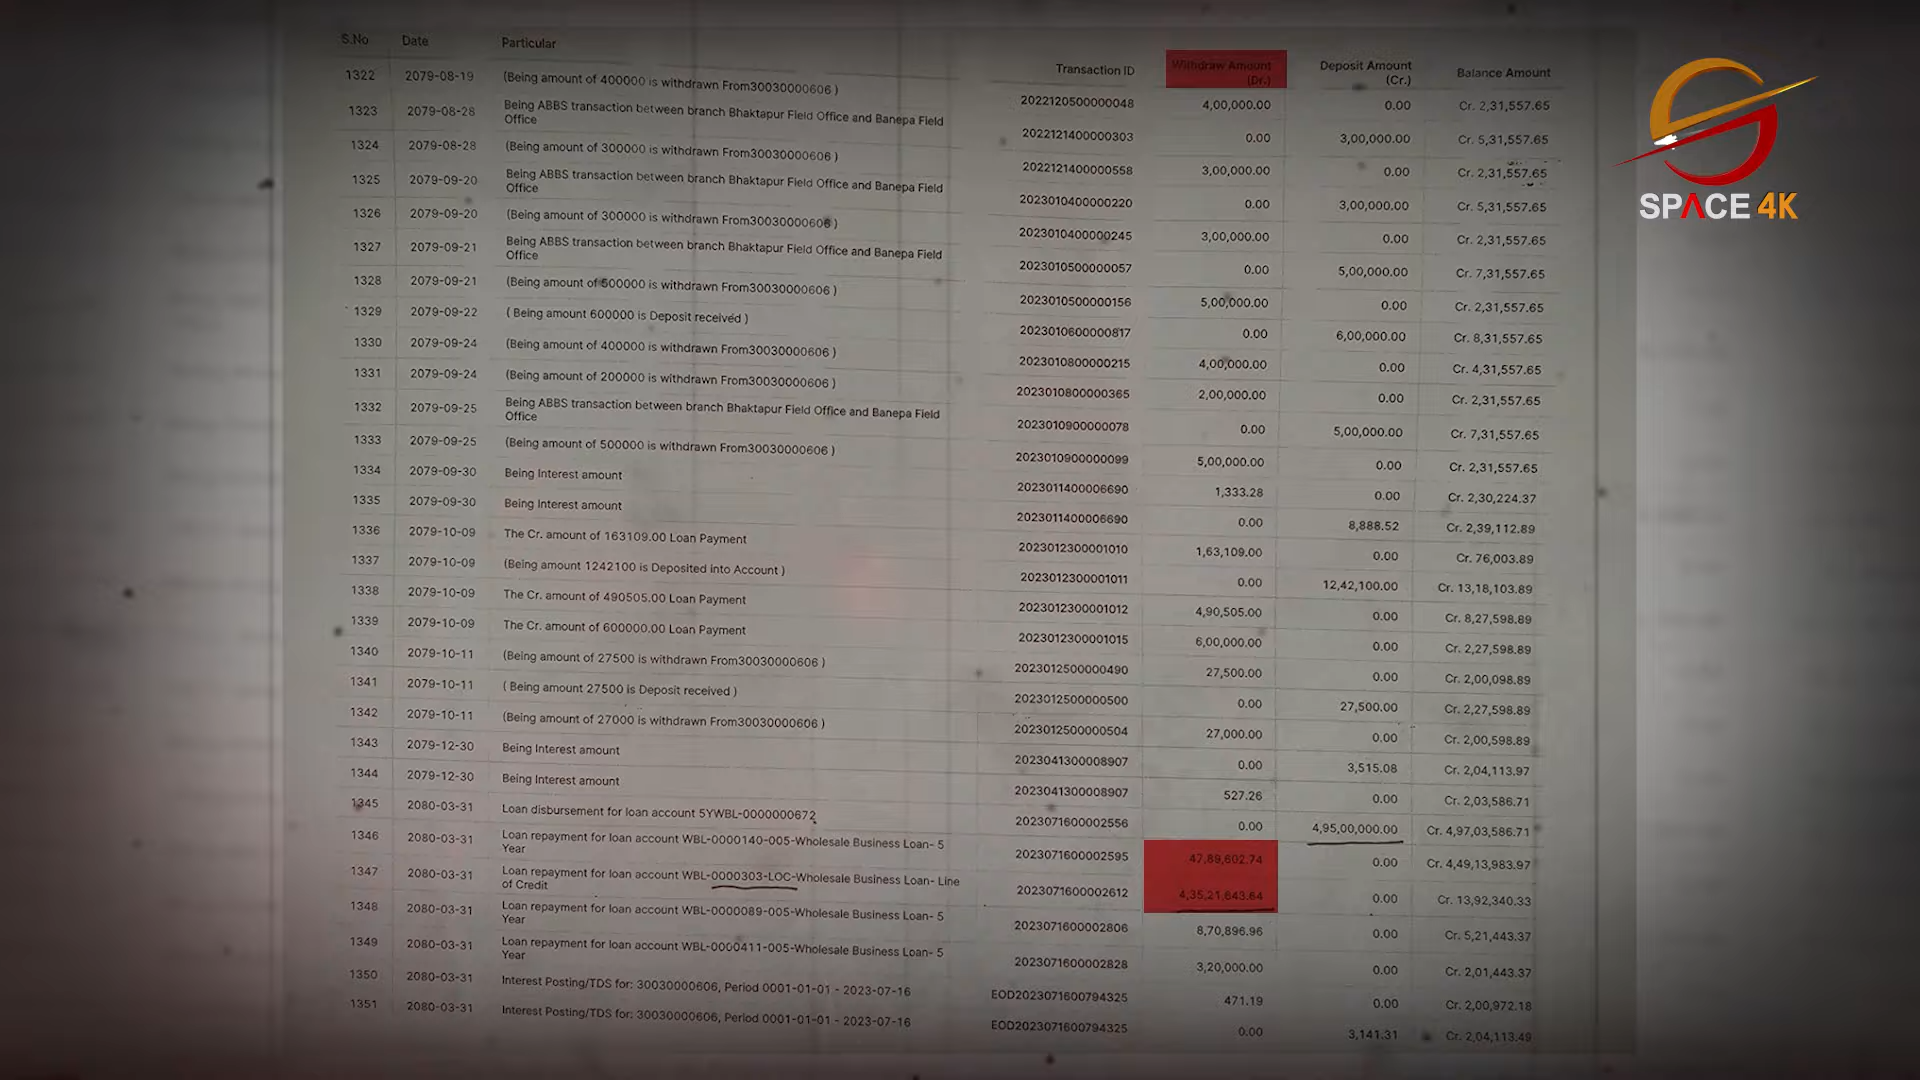 S.No Date Particular Transaction ID Withdraw Amount (Dr.) Deposit Amount (Cr.) Balance Amount
1322 2079-08-19 (Being amount of 400000 is withdrawn From30030000606 ) 2022120500000048 4,00,000.00 0.00 Cr. 2,31,557.65
1323 2079-08-28 Being ABBS transaction between branch Bhaktapur Field Office and Banepa Field
Office 2022121400000303 0.00 3,00,000.00 Cr. 5,31,557.65
1324 2079-08-28 (Being amount of 300000 is withdrawn From30030000606 ) 2022121400000558 3,00,000.00 0.00 Cr. 2,31,557.65
1325 2079-09-20 Being ABBS transaction between branch Bhaktapur Field Office and Banepa Field
Office 2023010400000220 0.00 3,00,000.00 Cr. 5,31,557.65
1326 2079-09-20 (Being amount of 300000 is withdrawn From30030000606 ) 2023010400000245 3,00,000.00 0.00 Cr. 2,31,557.65
1327 2079-09-21 Being ABBS transaction between branch Bhaktapur Field Office and Banepa Field
Office 2023010500000057 0.00 5,00,000.00 Cr. 7,31,557.65
1328 2079-09-21 (Being amount of 500000 is withdrawn From30030000606 ) 2023010500000156 5,00,000.00 0.00 Cr. 2,31,557.65
1329 2079-09-22 ( Being amount 600000 is Deposit received ) 2023010600000817 0.00 6,00,000.00 Cr. 8,31,557.65
1330 2079-09-24 (Being amount of 400000 is withdrawn From30030000606 ) 2023010800000215 4,00,000.00 0.00 Cr. 4,31,557.65
1331 2079-09-24 (Being amount of 200000 is withdrawn From30030000606 ) 2023010800000365 2,00,000.00 0.00 Cr. 2,31,557.65
1332 2079-09-25 Being ABBS transaction between branch Bhaktapur Field Office and Banepa Field
Office 2023010900000078 0.00 5,00,000.00 Cr. 7,31,557.65
1333 2079-09-25 (Being amount of 500000 is withdrawn From30030000606 ) 2023010900000099 5,00,000.00 0.00 Cr. 2,31,557.65
1334 2079-09-30 Being Interest amount 2023011400006690 1,333.28 0.00 Cr. 2,30,224.37
1335 2079-09-30 Being Interest amount 2023011400006690 0.00 8,888.52 Cr. 2,39,112.89
1336 2079-10-09 The Cr. amount of 163109.00 Loan Payment 2023012300001010 1,63,109.00 0.00 Cr. 76,003.89
1337 2079-10-09 (Being amount 1242100 is Deposited into Account ) 2023012300001011 0.00 12,42,100.00 Cr. 13,18,103.89
1338 2079-10-09 The Cr. amount of 490505.00 Loan Payment 2023012300001012 4,90,505.00 0.00 Cr. 8,27,598.89
1339 2079-10-09 The Cr. amount of 600000.00 Loan Payment 2023012300001015 6,00,000.00 0.00 Cr. 2,27,598.89
1340 2079-10-11 (Being amount of 27500 is withdrawn From30030000606 ) 2023012500000490 27,500.00 0.00 Cr. 2,00,098.89
1341 2079-10-11 ( Being amount 27500 is Deposit received ) 2023012500000500 0.00 27,500.00 Cr. 2,27,598.89
1342 2079-10-11 (Being amount of 27000 is withdrawn From30030000606 ) 2023012500000504 27,000.00 0.00 Cr. 2,00,598.89
1343 2079-12-30 Being Interest amount 2023041300008907 0.00 3,515.08 Cr. 2,04,113.97
1344 2079-12-30 Being Interest amount 2023041300008907 527.26 0.00 Cr. 2,03,586.71
1345 2080-03-31 Loan disbursement for loan account 5YWBL-0000000672 2023071600002556 0.00 4,95,00,000.00 Cr. 4,97,03,586.71
1346 2080-03-31 Loan repayment for loan account WBL-0000140-005-Wholesale Business Loan- 5
Year 2023071600002595 47,89,602.74 0.00 Cr. 4,49,13,983.97
1347 2080-03-31 Loan repayment for loan account WBL-0000303-LOC-Wholesale Business Loan- Line
of Credit 2023071600002612 4,35,21,643.64 0.00 Cr. 13,92,340.33
1348 2080-03-31 Loan repayment for loan account WBL-0000089-005-Wholesale Business Loan- 5
Year 2023071600002806 8,70,896.96 0.00 Cr. 5,21,443.37
1349 2080-03-31 Loan repayment for loan account WBL-0000411-005-Wholesale Business Loan- 5
Year 2023071600002828 3,20,000.00 0.00 Cr. 2,01,443.37
1350 2080-03-31 Interest Posting/TDS for: 30030000606, Period 0001-01-01 - 2023-07-16 EOD2023071600794325 471.19 0.00 Cr. 2,00,972.18
1351 2080-03-31 Interest Posting/TDS for: 30030000606, Period 0001-01-01 - 2023-07-16 EOD2023071600794325 0.00 3,141.31 Cr. 2,04,113.49
SPACE 4K